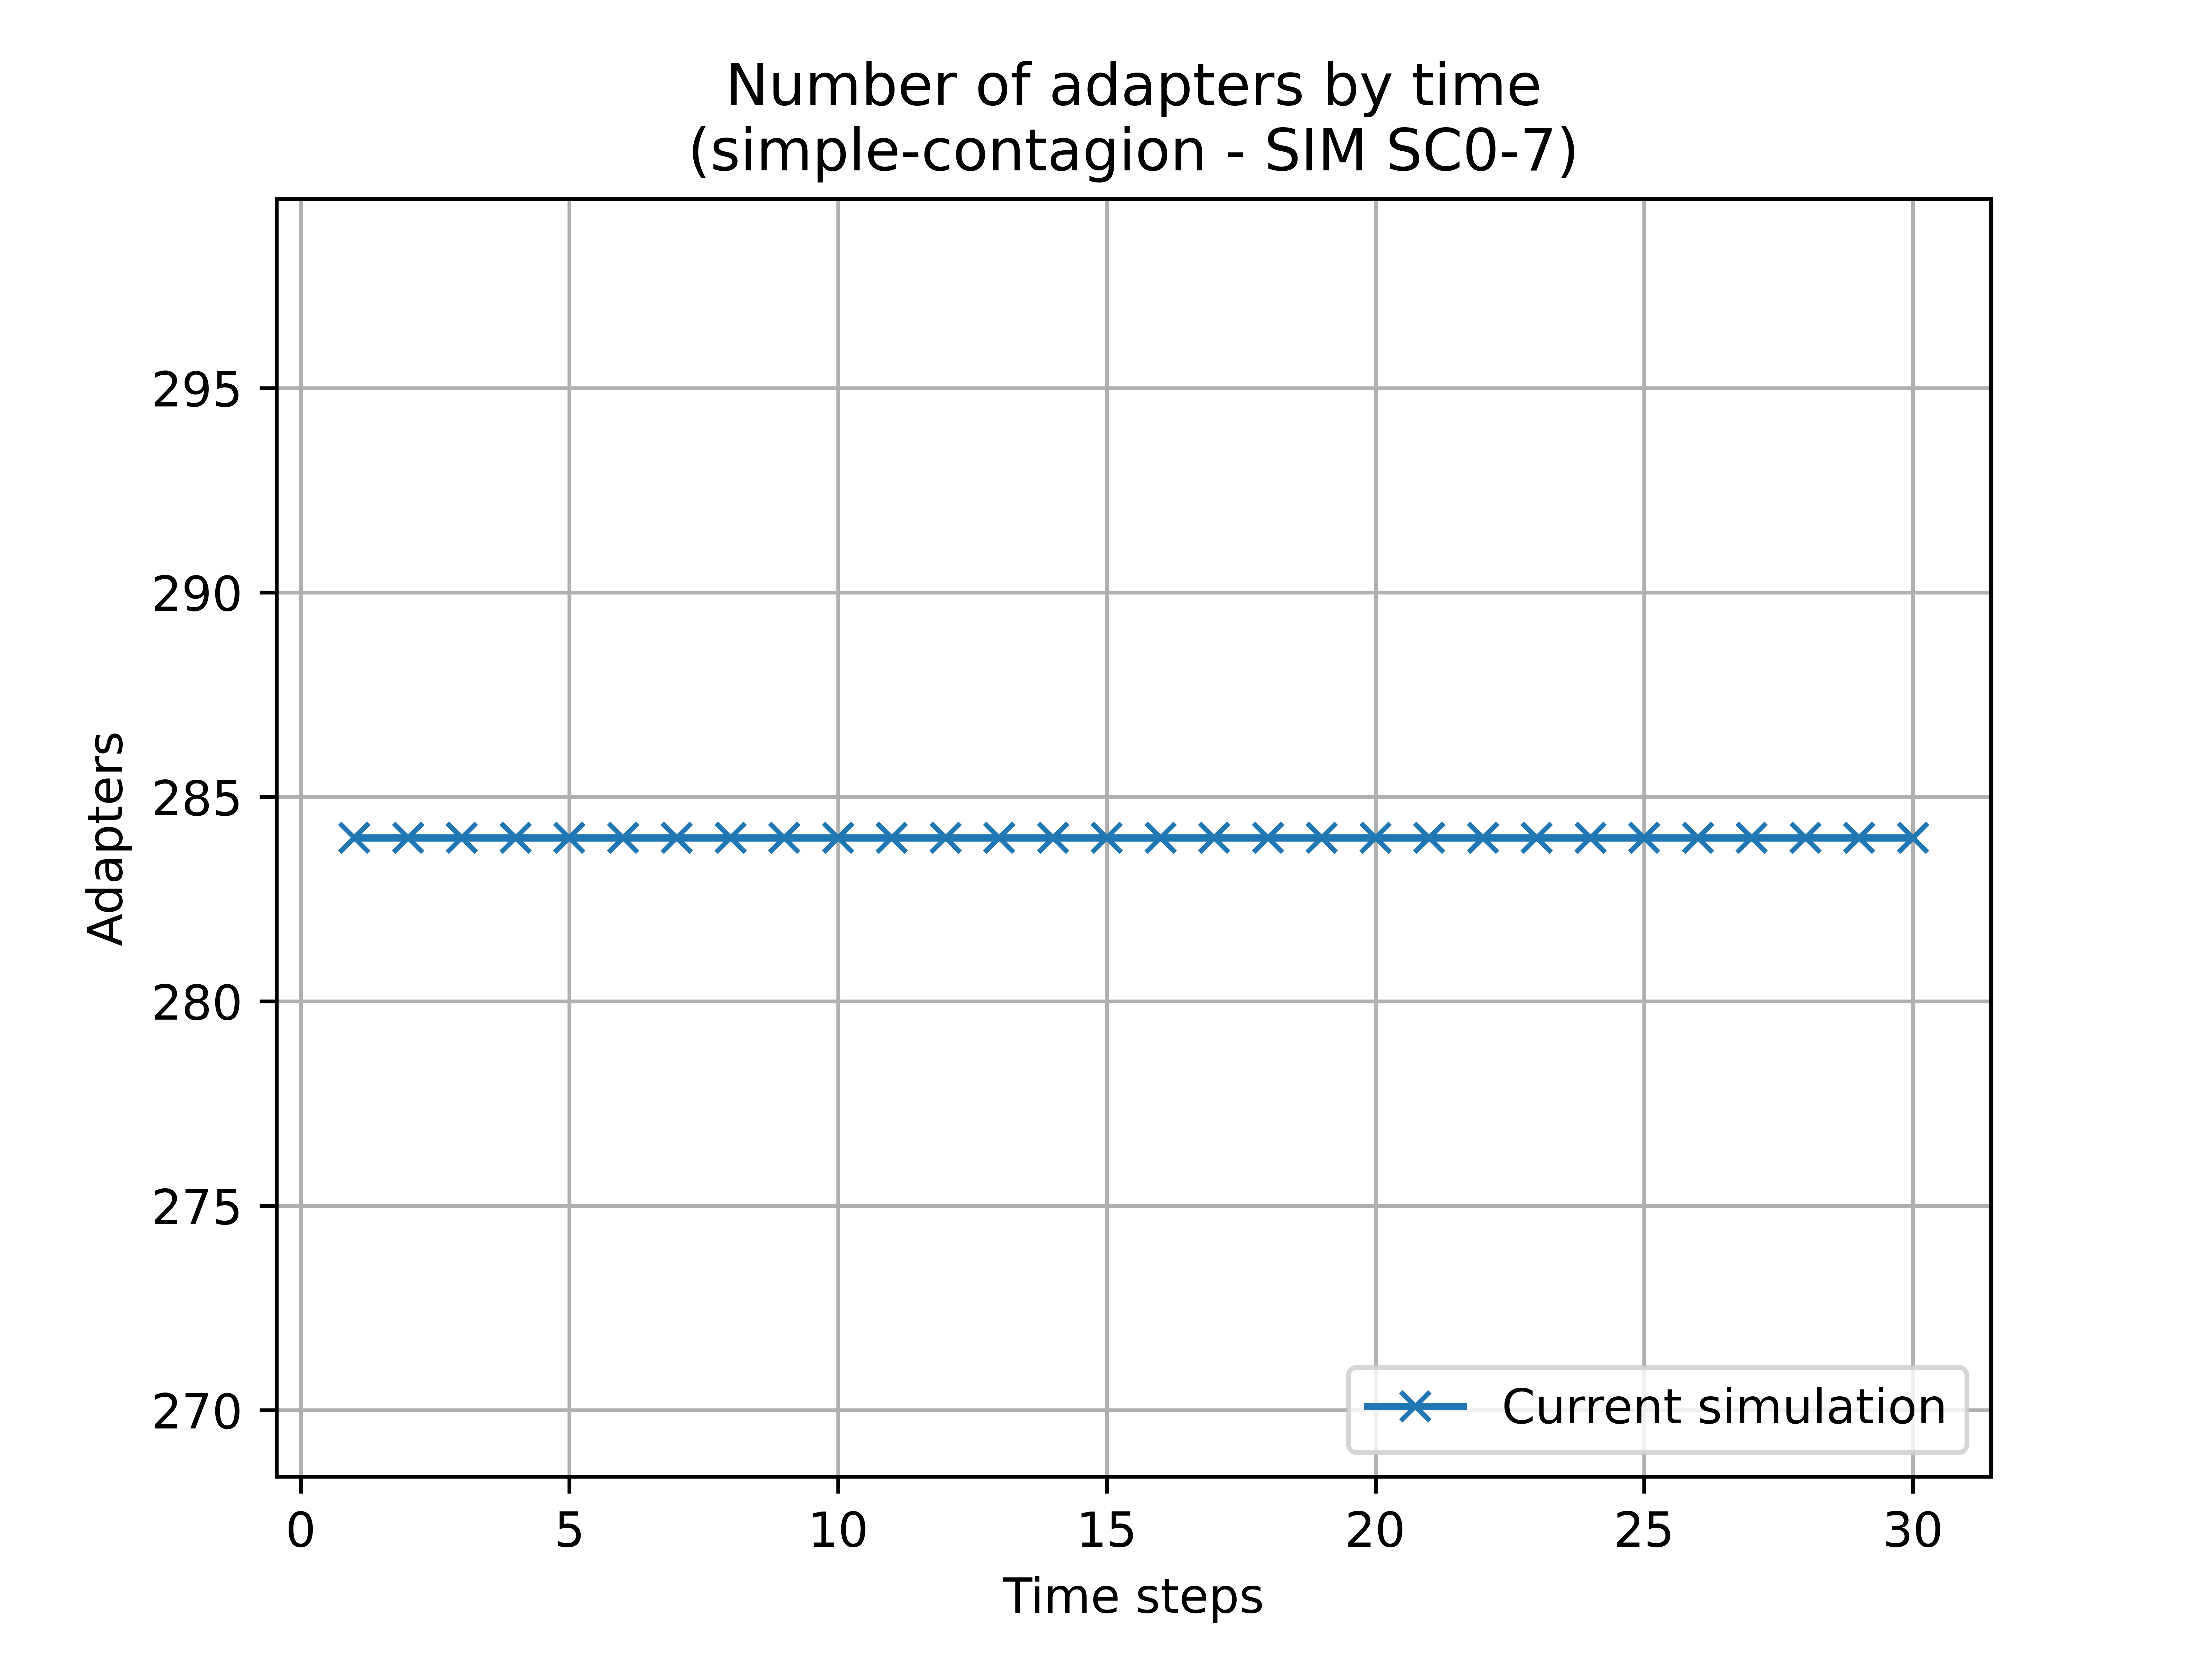 Number of adapters by time
(simple-contagion - SIM SC0-7)
Adapters
295
290
285
280
275
270
Current simulation
0 5 10 15 20 25 30
Time steps